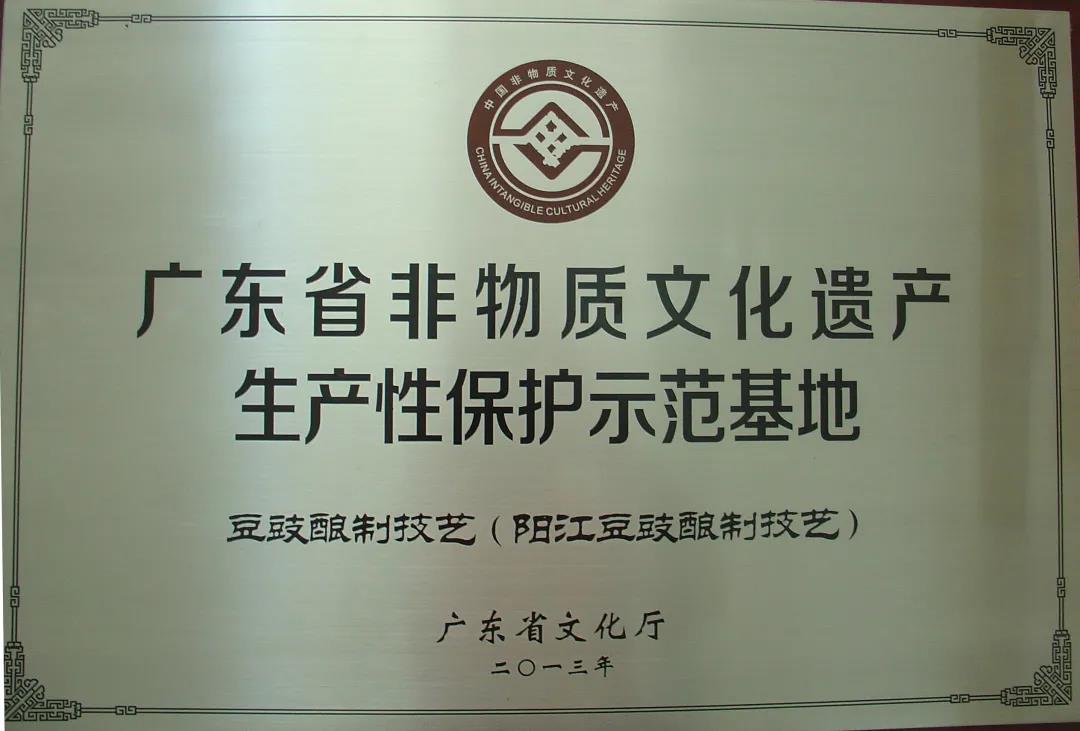 中国非物质文化遗产
CHINA INTANGIBLE CULTURAL HERITAGE
广东省非物质文化遗产
生产性保护示范基地
豆豉酿制技艺（阳江豆豉酿制技艺）
广东省文化厅
二〇一三年